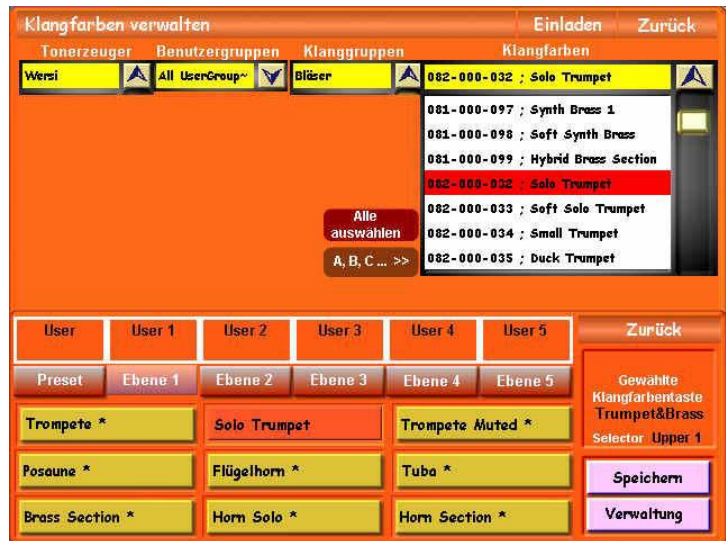 Klangfarben verwalten Einladen Zurück
Tonerzeuger Benutzergruppen Klanggruppen Klangfarben
Wersi All UserGroup~ Bläser 082-000-032 ; Solo Trumpet
081-000-097 ; Synth Brass 1
081-000-098 ; Soft Synth Brass
081-000-099 ; Hybrid Brass Section
082-000-032 ; Solo Trumpet
082-000-033 ; Soft Solo Trumpet
082-000-034 ; Small Trumpet
082-000-035 ; Duck Trumpet
Alle
auswählen
A, B, C ... >>
User User 1 User 2 User 3 User 4 User 5 Zurück
Preset Ebene 1 Ebene 2 Ebene 3 Ebene 4 Ebene 5
Gewählte
Klangfarbentaste
Trumpet&Brass
Selector Upper 1
Trompete * Solo Trumpet Trompete Muted *
Posaune * Flügelhorn * Tuba * Speichern
Brass Section * Horn Solo * Horn Section * Verwaltung